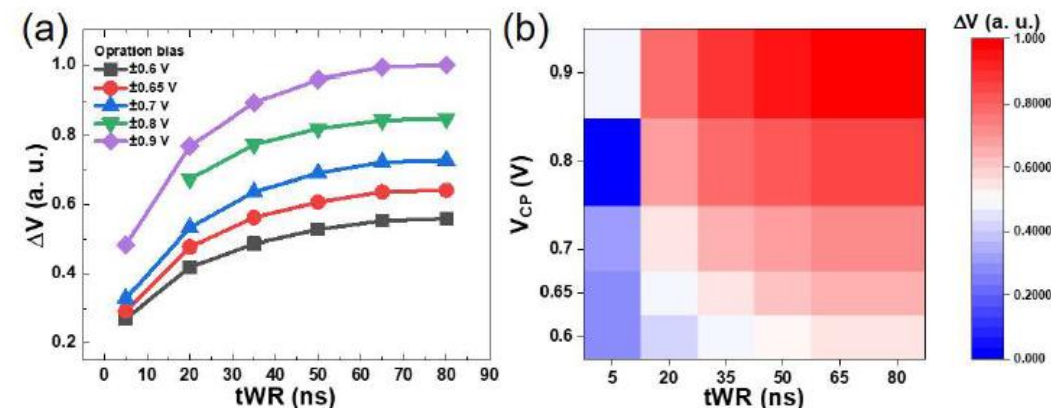 (a)
Opration bias
±0.6 V
±0.65 V
±0.7 V
±0.8 V
±0.9 V
1.0
0.8
0.6
0.4
0.2
ΔV (a. u.)
0 10 20 30 40 50 60 70 80 90
tWR (ns)
(b)
ΔV (a. u.)
0.9
0.8
0.7
0.65
0.6
V_CP (V)
5 20 35 50 65 80
tWR (ns)
1.000
0.8000
0.6000
0.4000
0.2000
0.000